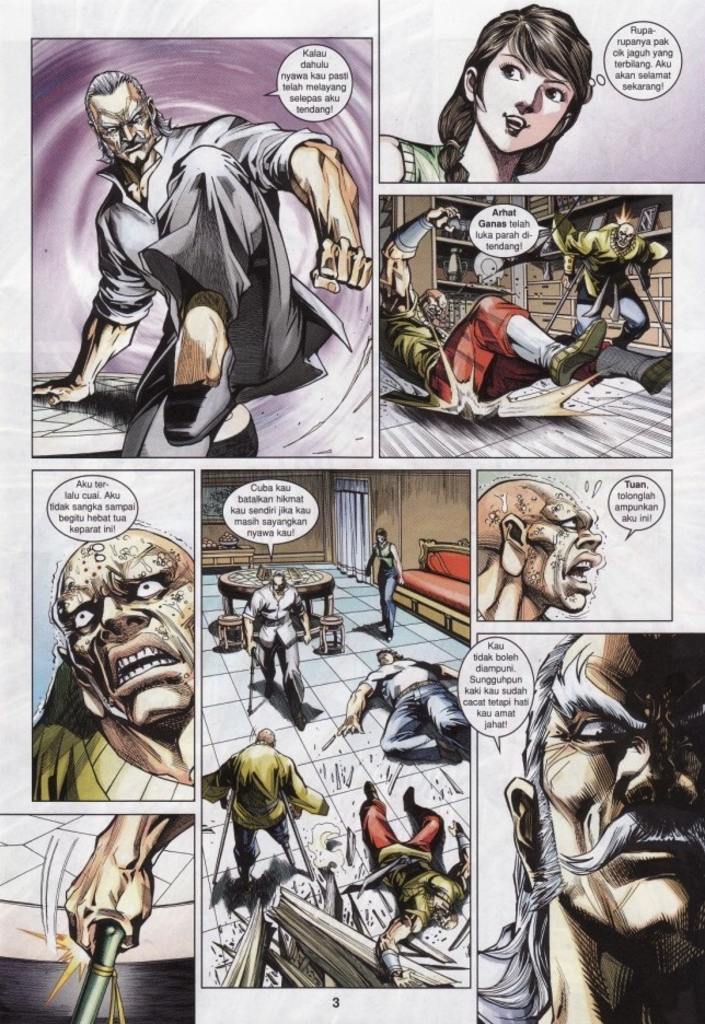 Kalau
dahulu
nyawa kau pasti
telah melayang
selepas aku
tendang!
Rupa-
rupanya pak
cik jaguh yang
terbilang. Aku
akan selamat
sekarang!
Arhat
Ganas telah
luka parah di-
tendang!
Aku ter-
lalu cuai. Aku
tidak sangka sampai
begitu hebat tua
keparat ini!
Cuba kau
batalkan hikmat
kau sendiri jika kau
masih sayangkan
nyawa kau!
Tuan,
tolonglah
ampunkan
aku ini!
Kau
tidak boleh
diampun.
Sungguhpun
kaki kau sudah
cacat tetapi hati
kau amat
jahat!
3